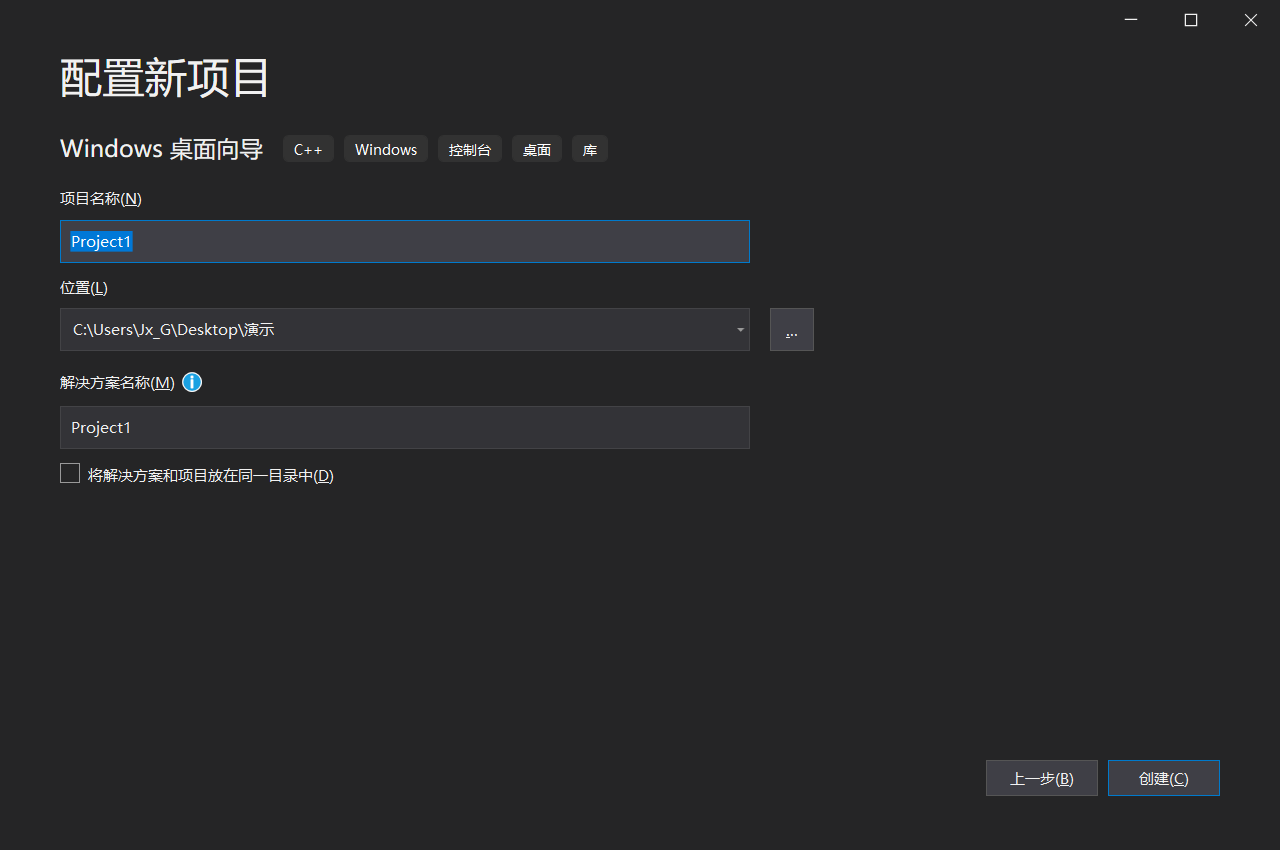 配置新项目
Windows 桌面向导 C++ Windows 控制台 桌面 库
项目名称(N)
Project1
位置(L)
C:\Users\Jx_G\Desktop\演示
...
解决方案名称(M)
Project1
将解决方案和项目放在同一目录中(D)
上一步(B) 创建(C)